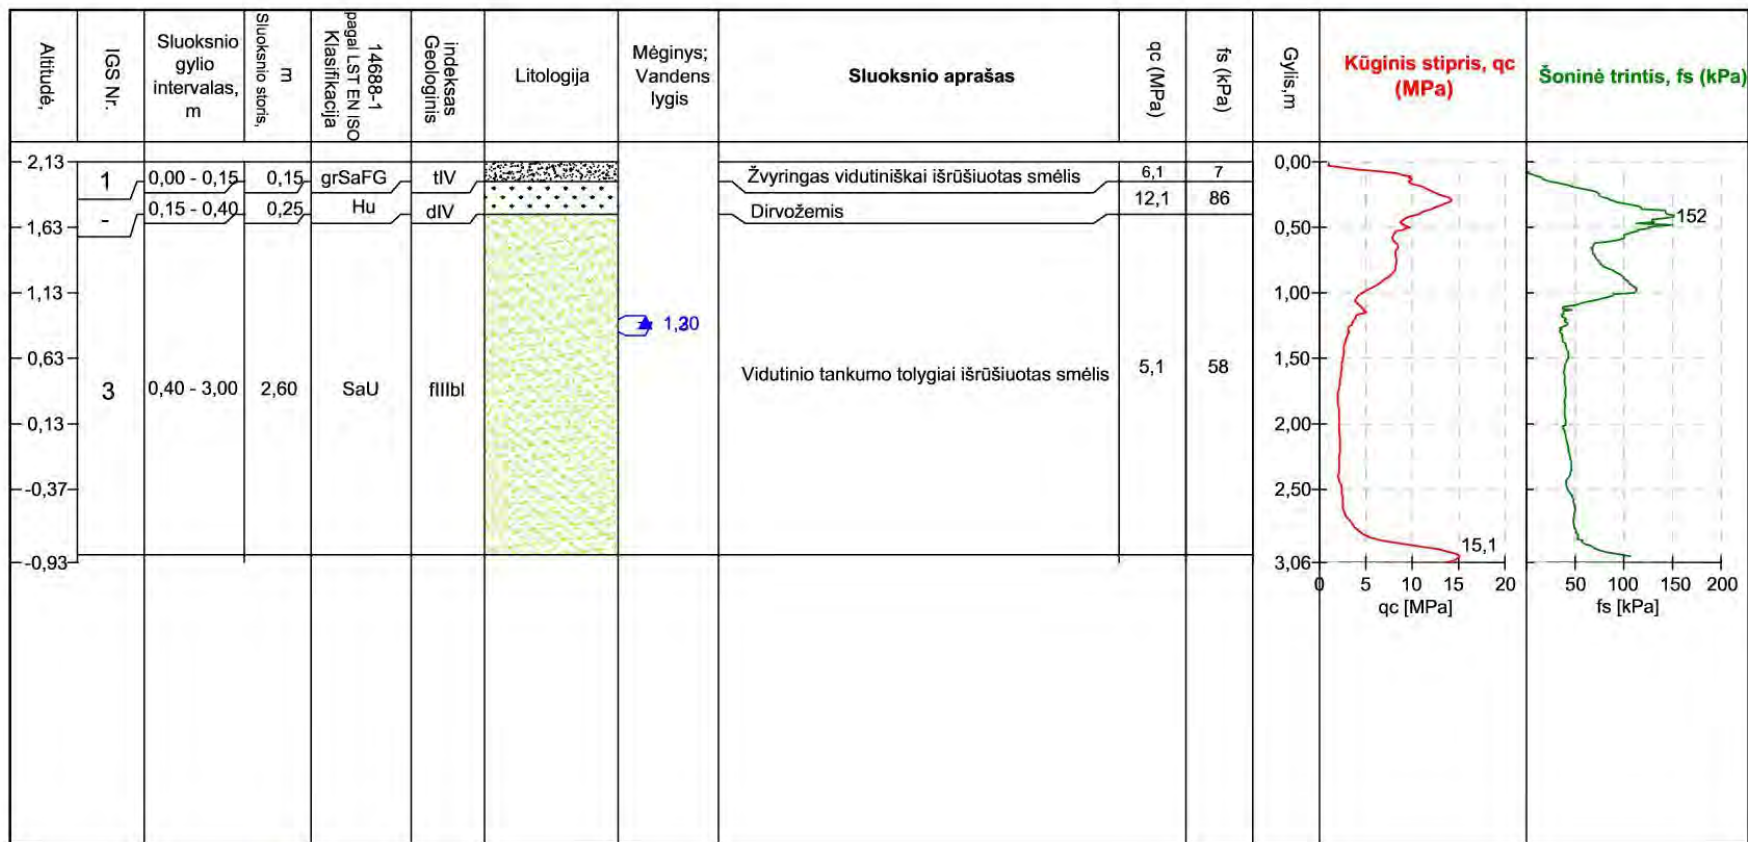 Altitudė,
IGS Nr.
Sluoksnio
gylio
intervalas,
m
Sluoksnio storis,
m
Klasifikacija
pagal LST EN ISO
14688-1
Geologinis
indeksas
Litologija
Mėginys;
Vandens
lygis
Sluoksnio aprašas
qc (MPa)
fs (kPa)
Gylis,m
Kūginis stipris, qc
(MPa)
Šoninė trintis, fs (kPa)
2,13
1,63
1,13
0,63
0,13
-0,37
-0,93
1 0,00 - 0,15 0,15 grSaFG tIV Žvyringas vidutiniškai išrūšiuotas smėlis 6,1 7
- 0,15 - 0,40 0,25 Hu dIV Dirvožemis 12,1 86
3 0,40 - 3,00 2,60 SaU fIIIbl Vidutinio tankumo tolygiai išrūšiuotas smėlis 5,1 58
0,00
0,50
1,00
1,50
2,00
2,50
3,06
15,1
0 5 10 15 20
qc [MPa]
152
50 100 150 200
fs [kPa]